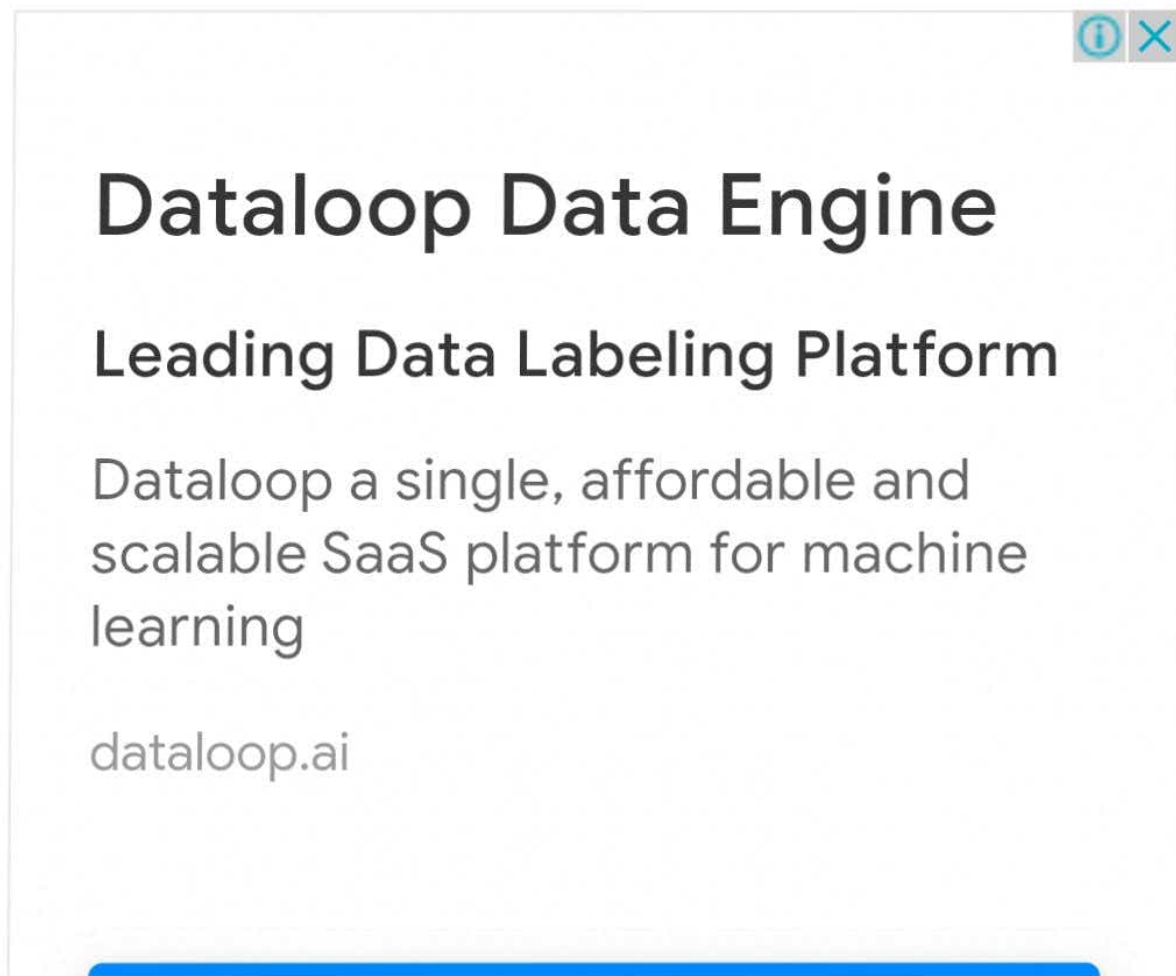 Dataloop Data Engine
Leading Data Labeling Platform
Dataloop a single, affordable and
scalable SaaS platform for machine
learning
dataloop.ai